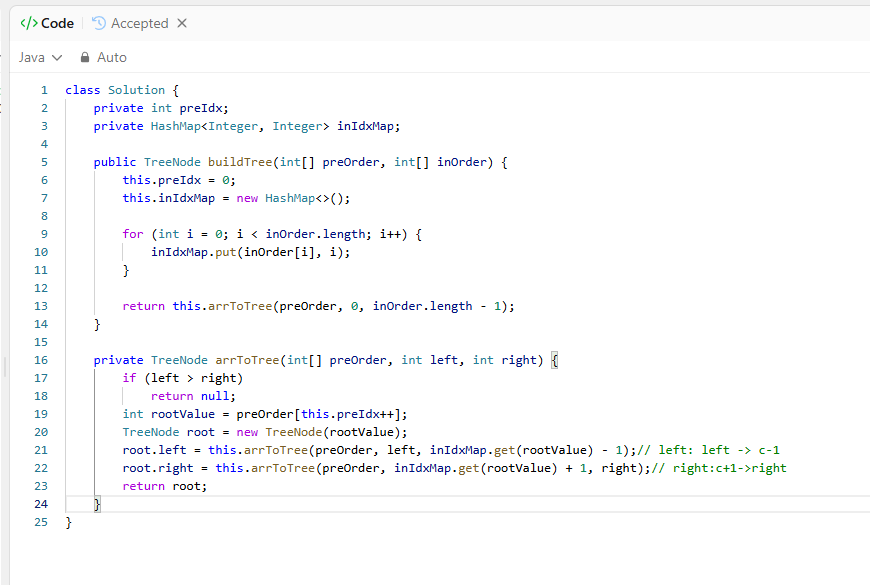 </> Code Accepted ×
Java Auto
1 class Solution {
2 private int preIdx;
3 private HashMap<Integer, Integer> inIdxMap;
4
5 public TreeNode buildTree(int[] preOrder, int[] inOrder) {
6 this.preIdx = 0;
7 this.inIdxMap = new HashMap<>();
8
9 for (int i = 0; i < inOrder.length; i++) {
10 inIdxMap.put(inOrder[i], i);
11 }
12
13 return this.arrToTree(preOrder, 0, inOrder.length - 1);
14 }
15
16 private TreeNode arrToTree(int[] preOrder, int left, int right) {
17 if (left > right)
18 return null;
19 int rootValue = preOrder[this.preIdx++];
20 TreeNode root = new TreeNode(rootValue);
21 root.left = this.arrToTree(preOrder, left, inIdxMap.get(rootValue) - 1);// left: left -> c-1
22 root.right = this.arrToTree(preOrder, inIdxMap.get(rootValue) + 1, right);// right:c+1->right
23 return root;
24 }
25 }